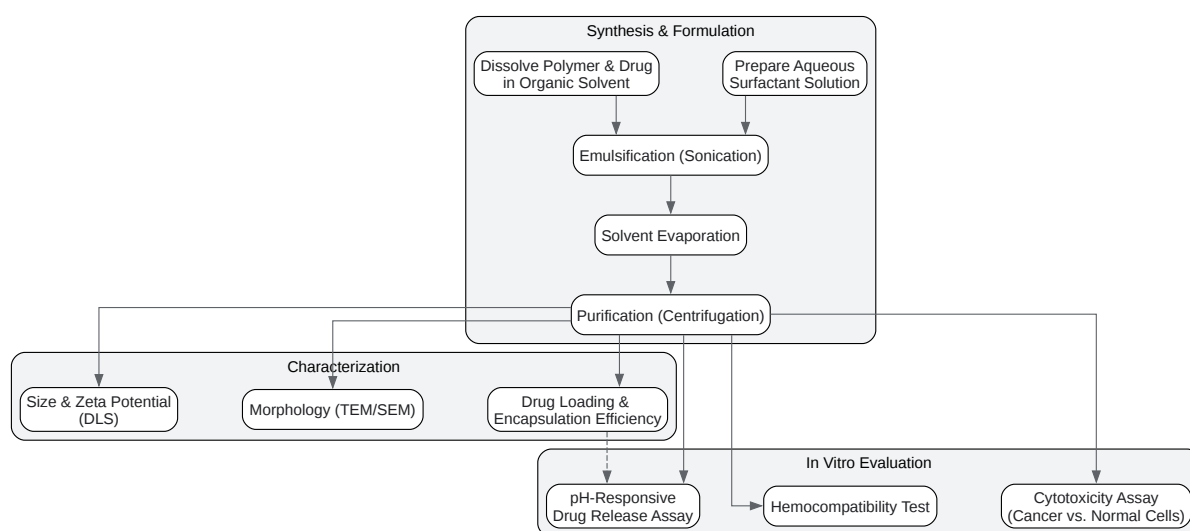 Synthesis & Formulation
Dissolve Polymer & Drug
in Organic Solvent
Prepare Aqueous
Surfactant Solution
Emulsification (Sonication)
Solvent Evaporation
Purification (Centrifugation)
Characterization
Size & Zeta Potential
(DLS)
Morphology (TEM/SEM)
Drug Loading &
Encapsulation Efficiency
In Vitro Evaluation
pH-Responsive
Drug Release Assay
Hemocompatibility Test
Cytotoxicity Assay
(Cancer vs. Normal Cells)